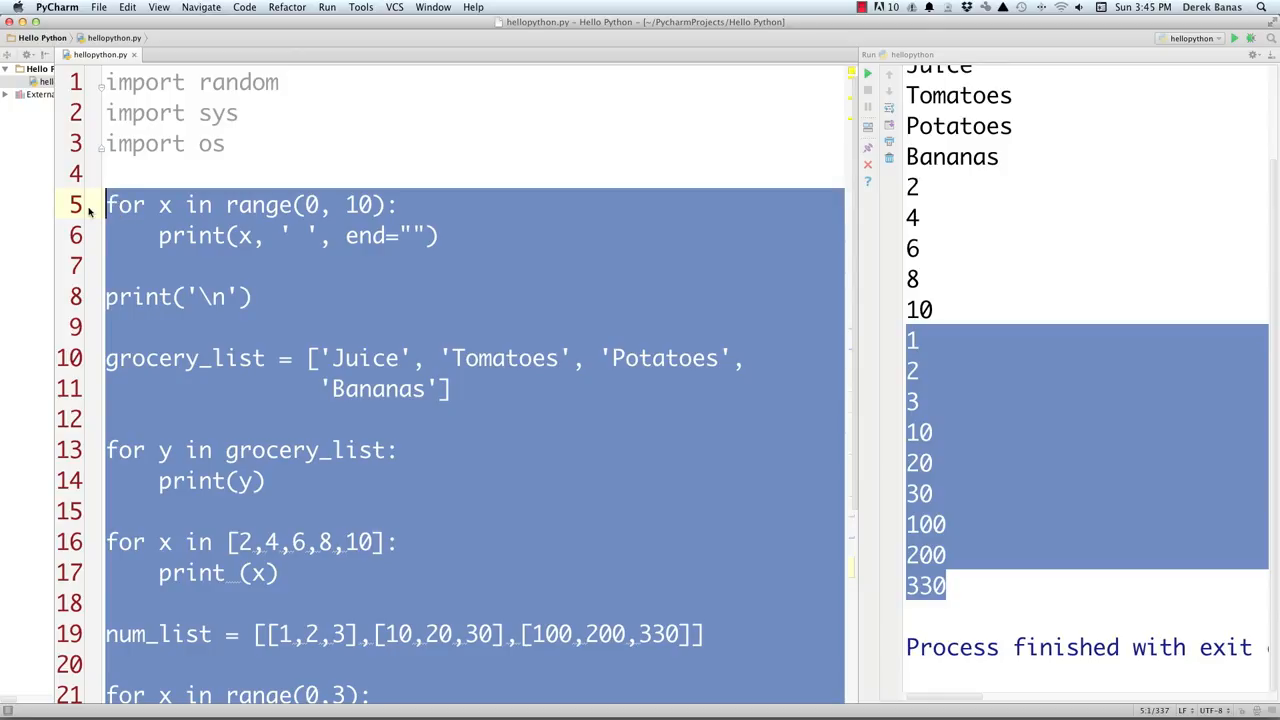 PyCharm File Edit View Navigate Code Refactor Run Tools VCS Window Help
10
Sun 3:45 PM Derek Banas
hellopython.py - Hello Python - [~/PycharmProjects/Hello Python]
Hello Python hellopython.py
hellopython
hellopython.py
Run hellopython
Hello P
hell
Externa
1 import random
2 import sys
3 import os
4
5 for x in range(0, 10):
6 print(x, ' ', end="")
7
8 print('\n')
9
10 grocery_list = ['Juice', 'Tomatoes', 'Potatoes',
11 'Bananas']
12
13 for y in grocery_list:
14 print(y)
15
16 for x in [2,4,6,8,10]:
17 print (x)
18
19 num_list = [[1,2,3],[10,20,30],[100,200,330]]
20
21 for x in range(0,3):
Juice
Tomatoes
Potatoes
Bananas
2
4
6
8
10
1
2
3
10
20
30
100
200
330
Process finished with exit
5:1/337 LF UTF-8